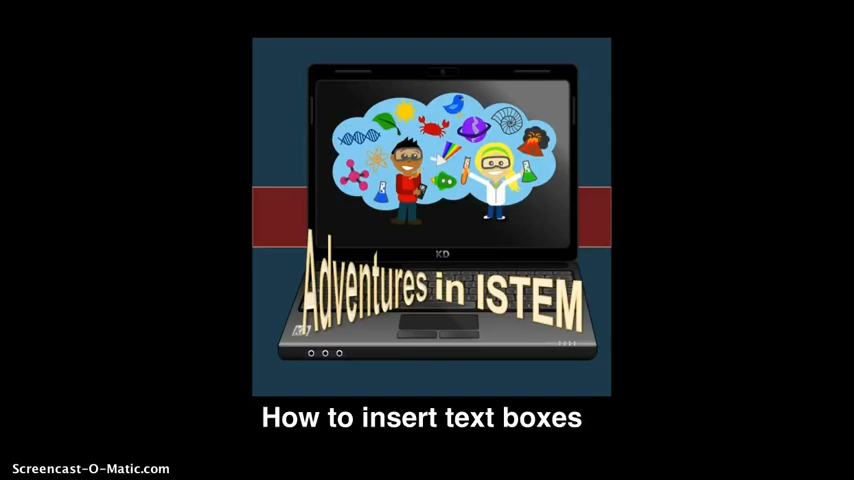 KD
Adventures in ISTEM
How to insert text boxes
Screencast-O-Matic.com